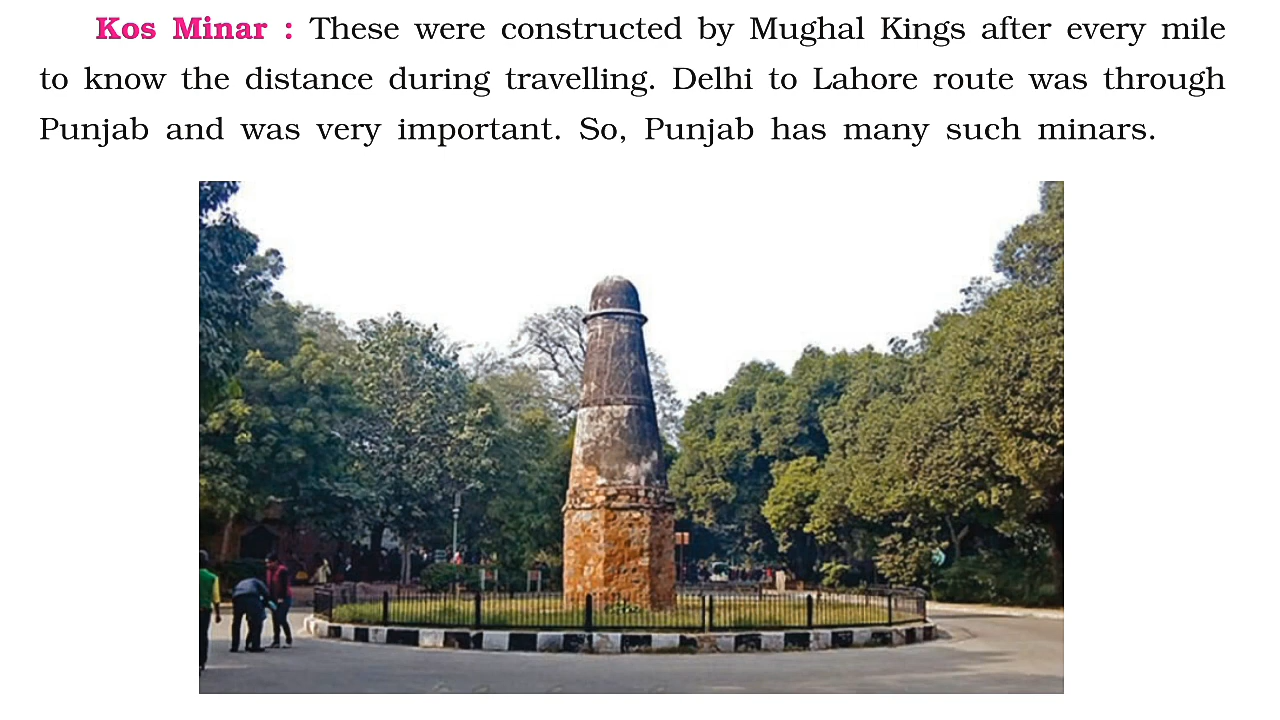 Kos Minar : These were constructed by Mughal Kings after every mile
to know the distance during travelling. Delhi to Lahore route was through
Punjab and was very important. So, Punjab has many such minars.